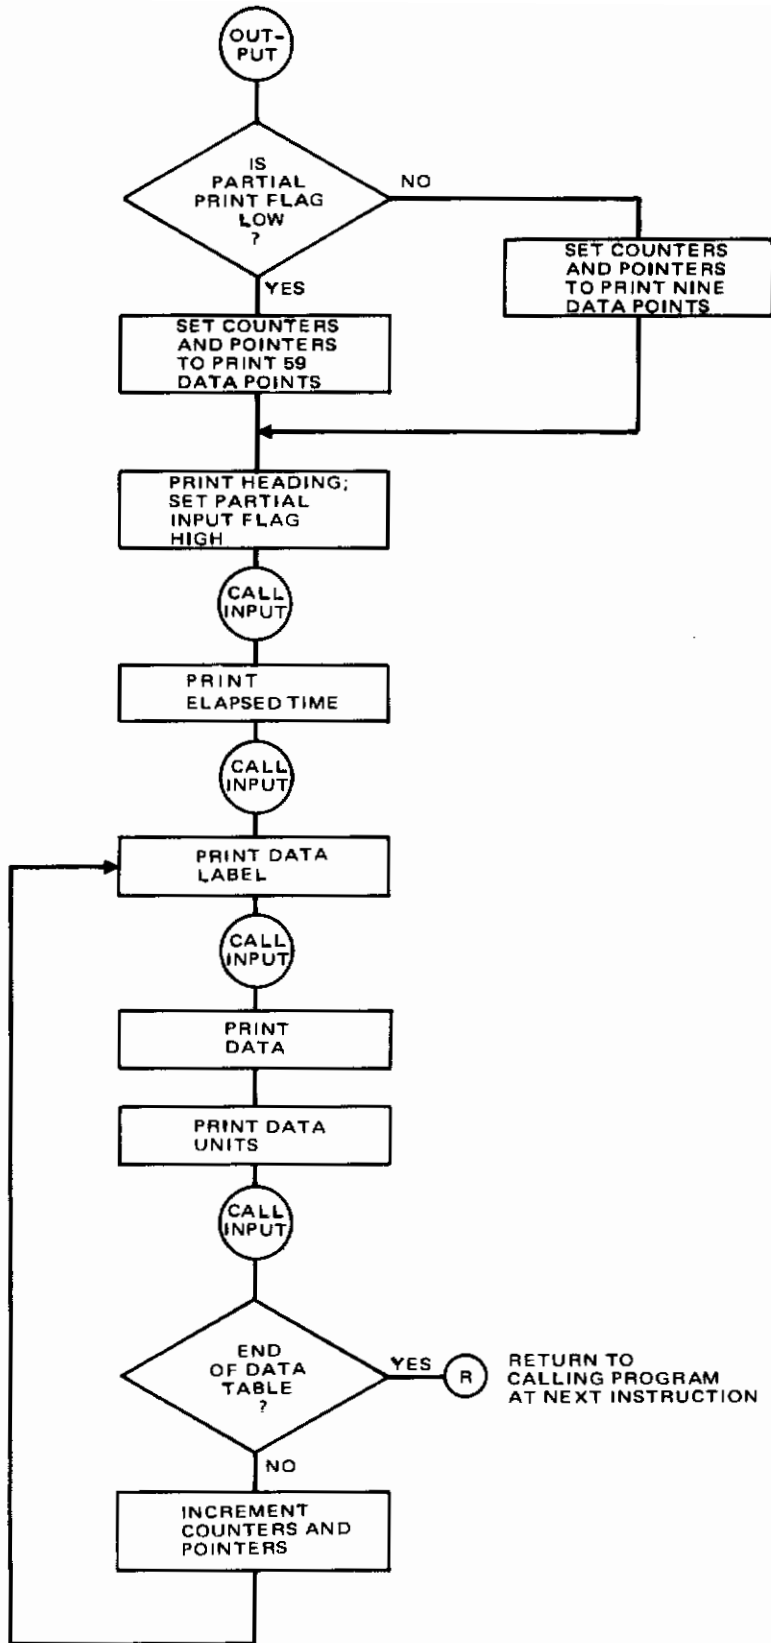 OUT-
PUT
IS
PARTIAL
PRINT FLAG
LOW
?
NO
YES
SET COUNTERS
AND POINTERS
TO PRINT NINE
DATA POINTS
SET COUNTERS
AND POINTERS
TO PRINT 59
DATA POINTS
PRINT HEADING;
SET PARTIAL
INPUT FLAG
HIGH
CALL
INPUT
PRINT
ELAPSED TIME
CALL
INPUT
PRINT DATA
LABEL
CALL
INPUT
PRINT
DATA
PRINT DATA
UNITS
CALL
INPUT
END
OF DATA
TABLE
?
YES
R
RETURN TO
CALLING PROGRAM
AT NEXT INSTRUCTION
NO
INCREMENT
COUNTERS AND
POINTERS